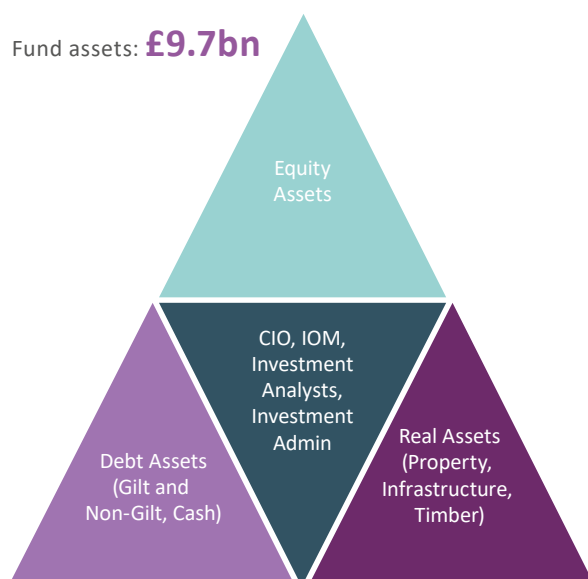 Fund assets: £9.7bn
Equity
Assets
CIO, IOM,
Investment
Analysts,
Investment
Admin
Debt Assets
(Gilt and
Non-Gilt, Cash)
Real Assets
(Property,
Infrastructure,
Timber)